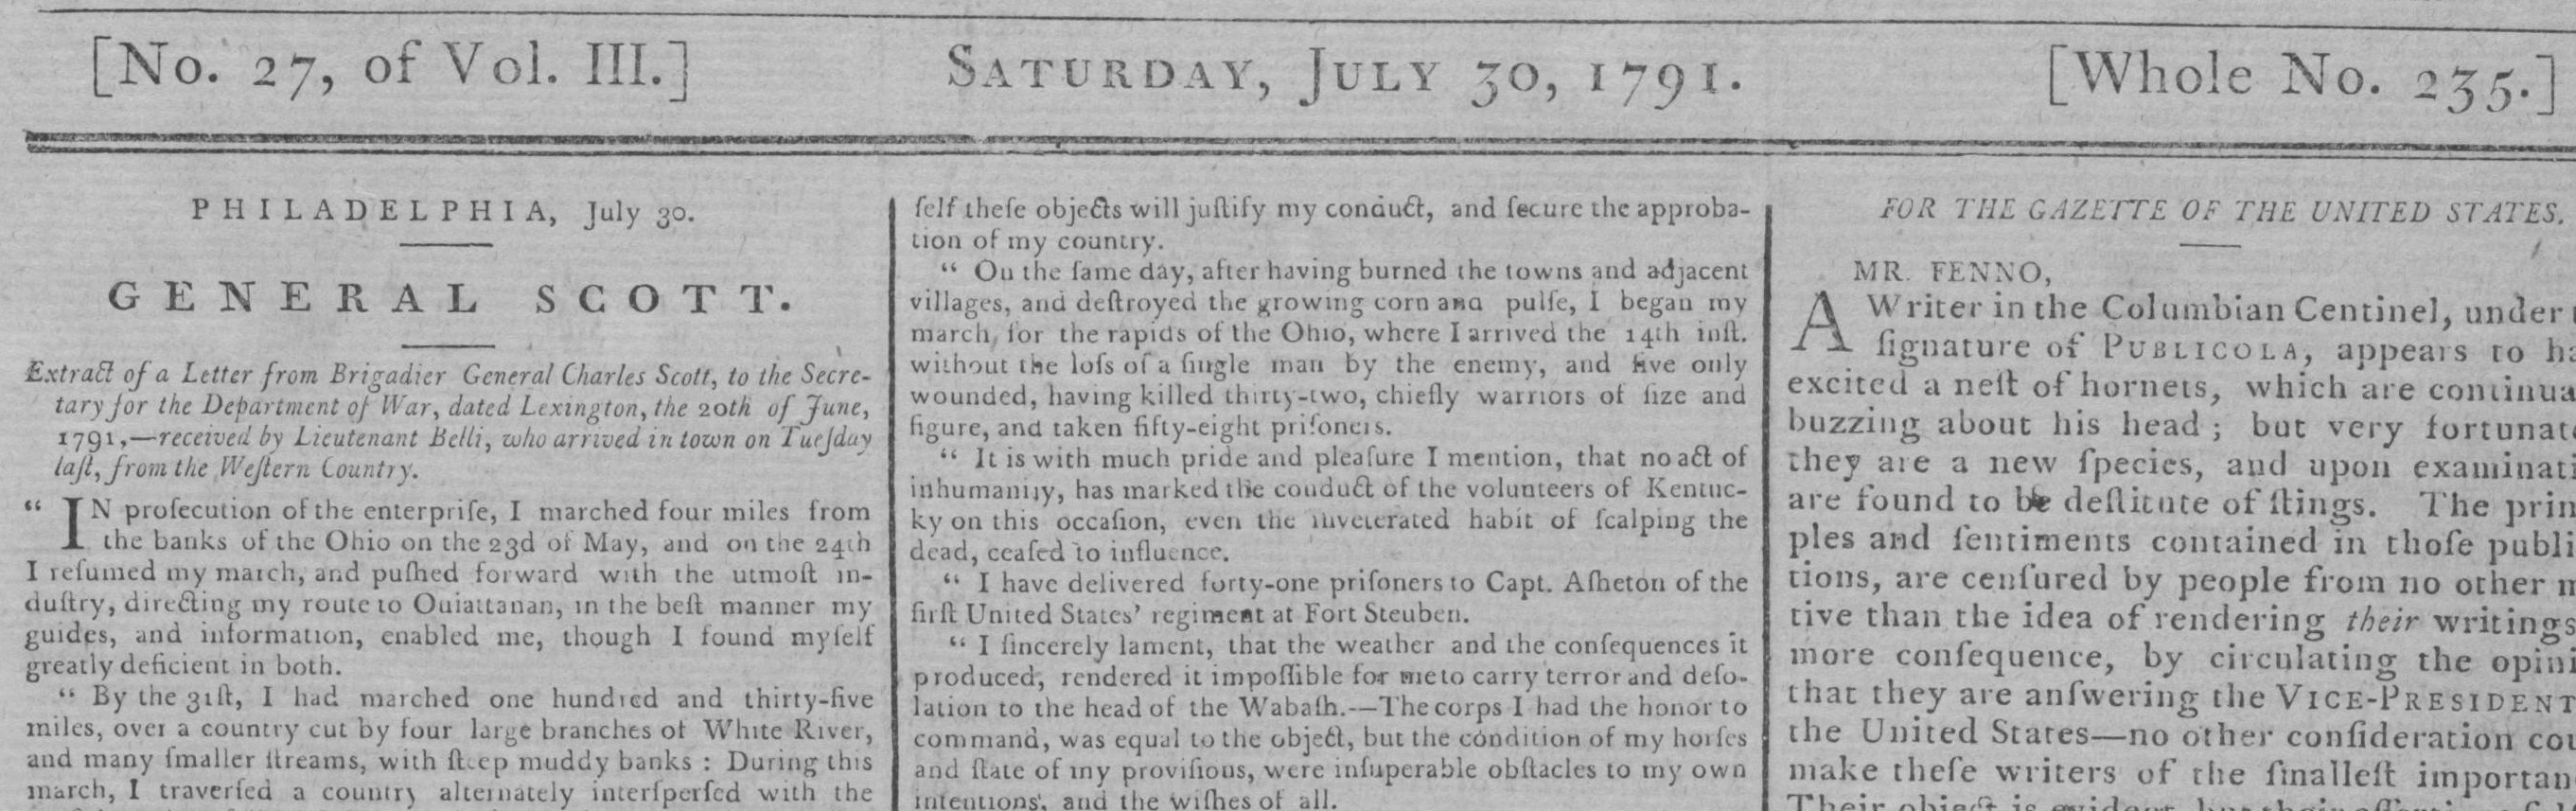 [No. 27, of Vol. III.]
SATURDAY, JULY 30, 1791.
[Whole No. 235.]
PHILADELPHIA, July 30.
GENERAL SCOTT.
Extract of a Letter from Brigadier General Charles Scott, to the Secre-
tary for the Department of War, dated Lexington, the 20th of June,
1791,—received by Lieutenant Belli, who arrived in town on Tueſday
laſt, from the Weſtern Country.
“ IN proſecution of the enterpriſe, I marched four miles from
the banks of the Ohio on the 23d of May, and on the 24th
I reſumed my march, and puſhed forward with the utmoſt in-
duſtry, directing my route to Ouiattanan, in the beſt manner my
guides, and information, enabled me, though I found myſelf
greatly deficient in both.
“ By the 31ſt, I had marched one hundred and thirty-five
miles, over a country cut by four large branches of White River,
and many ſmaller ſtreams, with ſteep muddy banks : During this
march, I traverſed a country alternately interſperſed with the
ſelf theſe objects will juſtify my conduct, and ſecure the approba-
tion of my country.
“ On the ſame day, after having burned the towns and adjacent
villages, and deſtroyed the growing corn and pulſe, I began my
march, for the rapids of the Ohio, where I arrived the 14th inſt.
without the loſs of a ſingle man by the enemy, and five only
wounded, having killed thirty-two, chiefly warriors of ſize and
figure, and taken fifty-eight priſoners.
“ It is with much pride and pleaſure I mention, that no act of
inhumanity, has marked the conduct of the volunteers of Kentuc-
ky on this occaſion, even the inveterated habit of ſcalping the
dead, ceaſed to influence.
“ I have delivered forty-one priſoners to Capt. Aſheton of the
firſt United States’ regiment at Fort Steuben.
“ I ſincerely lament, that the weather and the conſequences it
produced, rendered it impoſſible for me to carry terror and deſo-
lation to the head of the Wabaſh.—The corps I had the honor to
command, was equal to the object, but the condition of my horſes
and ſtate of my proviſions, were inſuperable obſtacles to my own
intentions, and the wiſhes of all.
FOR THE GAZETTE OF THE UNITED STATES.
MR. FENNO,
A Writer in the Columbian Centinel, under
ſignature of PUBLICOLA, appears to ha
excited a neſt of hornets, which are continua
buzzing about his head ; but very fortunate
they are a new ſpecies, and upon examinati
are found to be deſtitute of ſtings. The prin
ples and ſentiments contained in thoſe publi
tions, are cenſured by people from no other m
tive than the idea of rendering their writings
more conſequence, by circulating the opini
that they are anſwering the VICE-PRESIDENT
the United States—no other conſideration cou
make theſe writers of the ſmalleſt importan
Their object is evident, but their